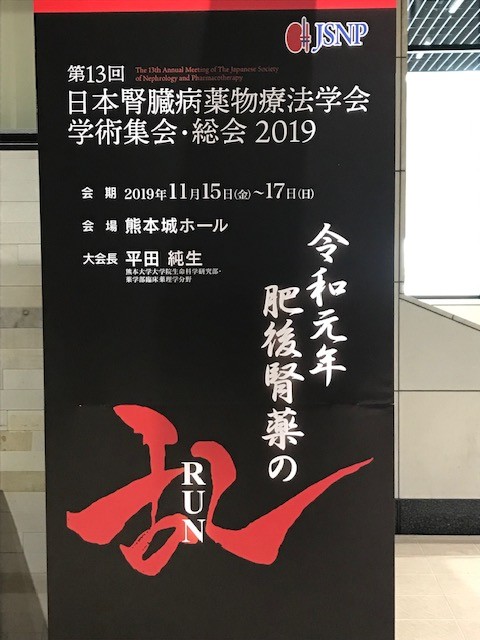 JSNP
第13回
The 13th Annual Meeting of The Japanese Society
of Nephrology and Pharmacotherapy
日本腎臓病薬物療法学会
学術集会・総会 2019
会 期 2019年11月15日(金)~17日(日)
会 場 熊本城ホール
大会長 平田 純生
熊本大学大学院生命科学研究部・
薬学部臨床薬理学分野
令和元年
肥後腎薬の
乱
RUN